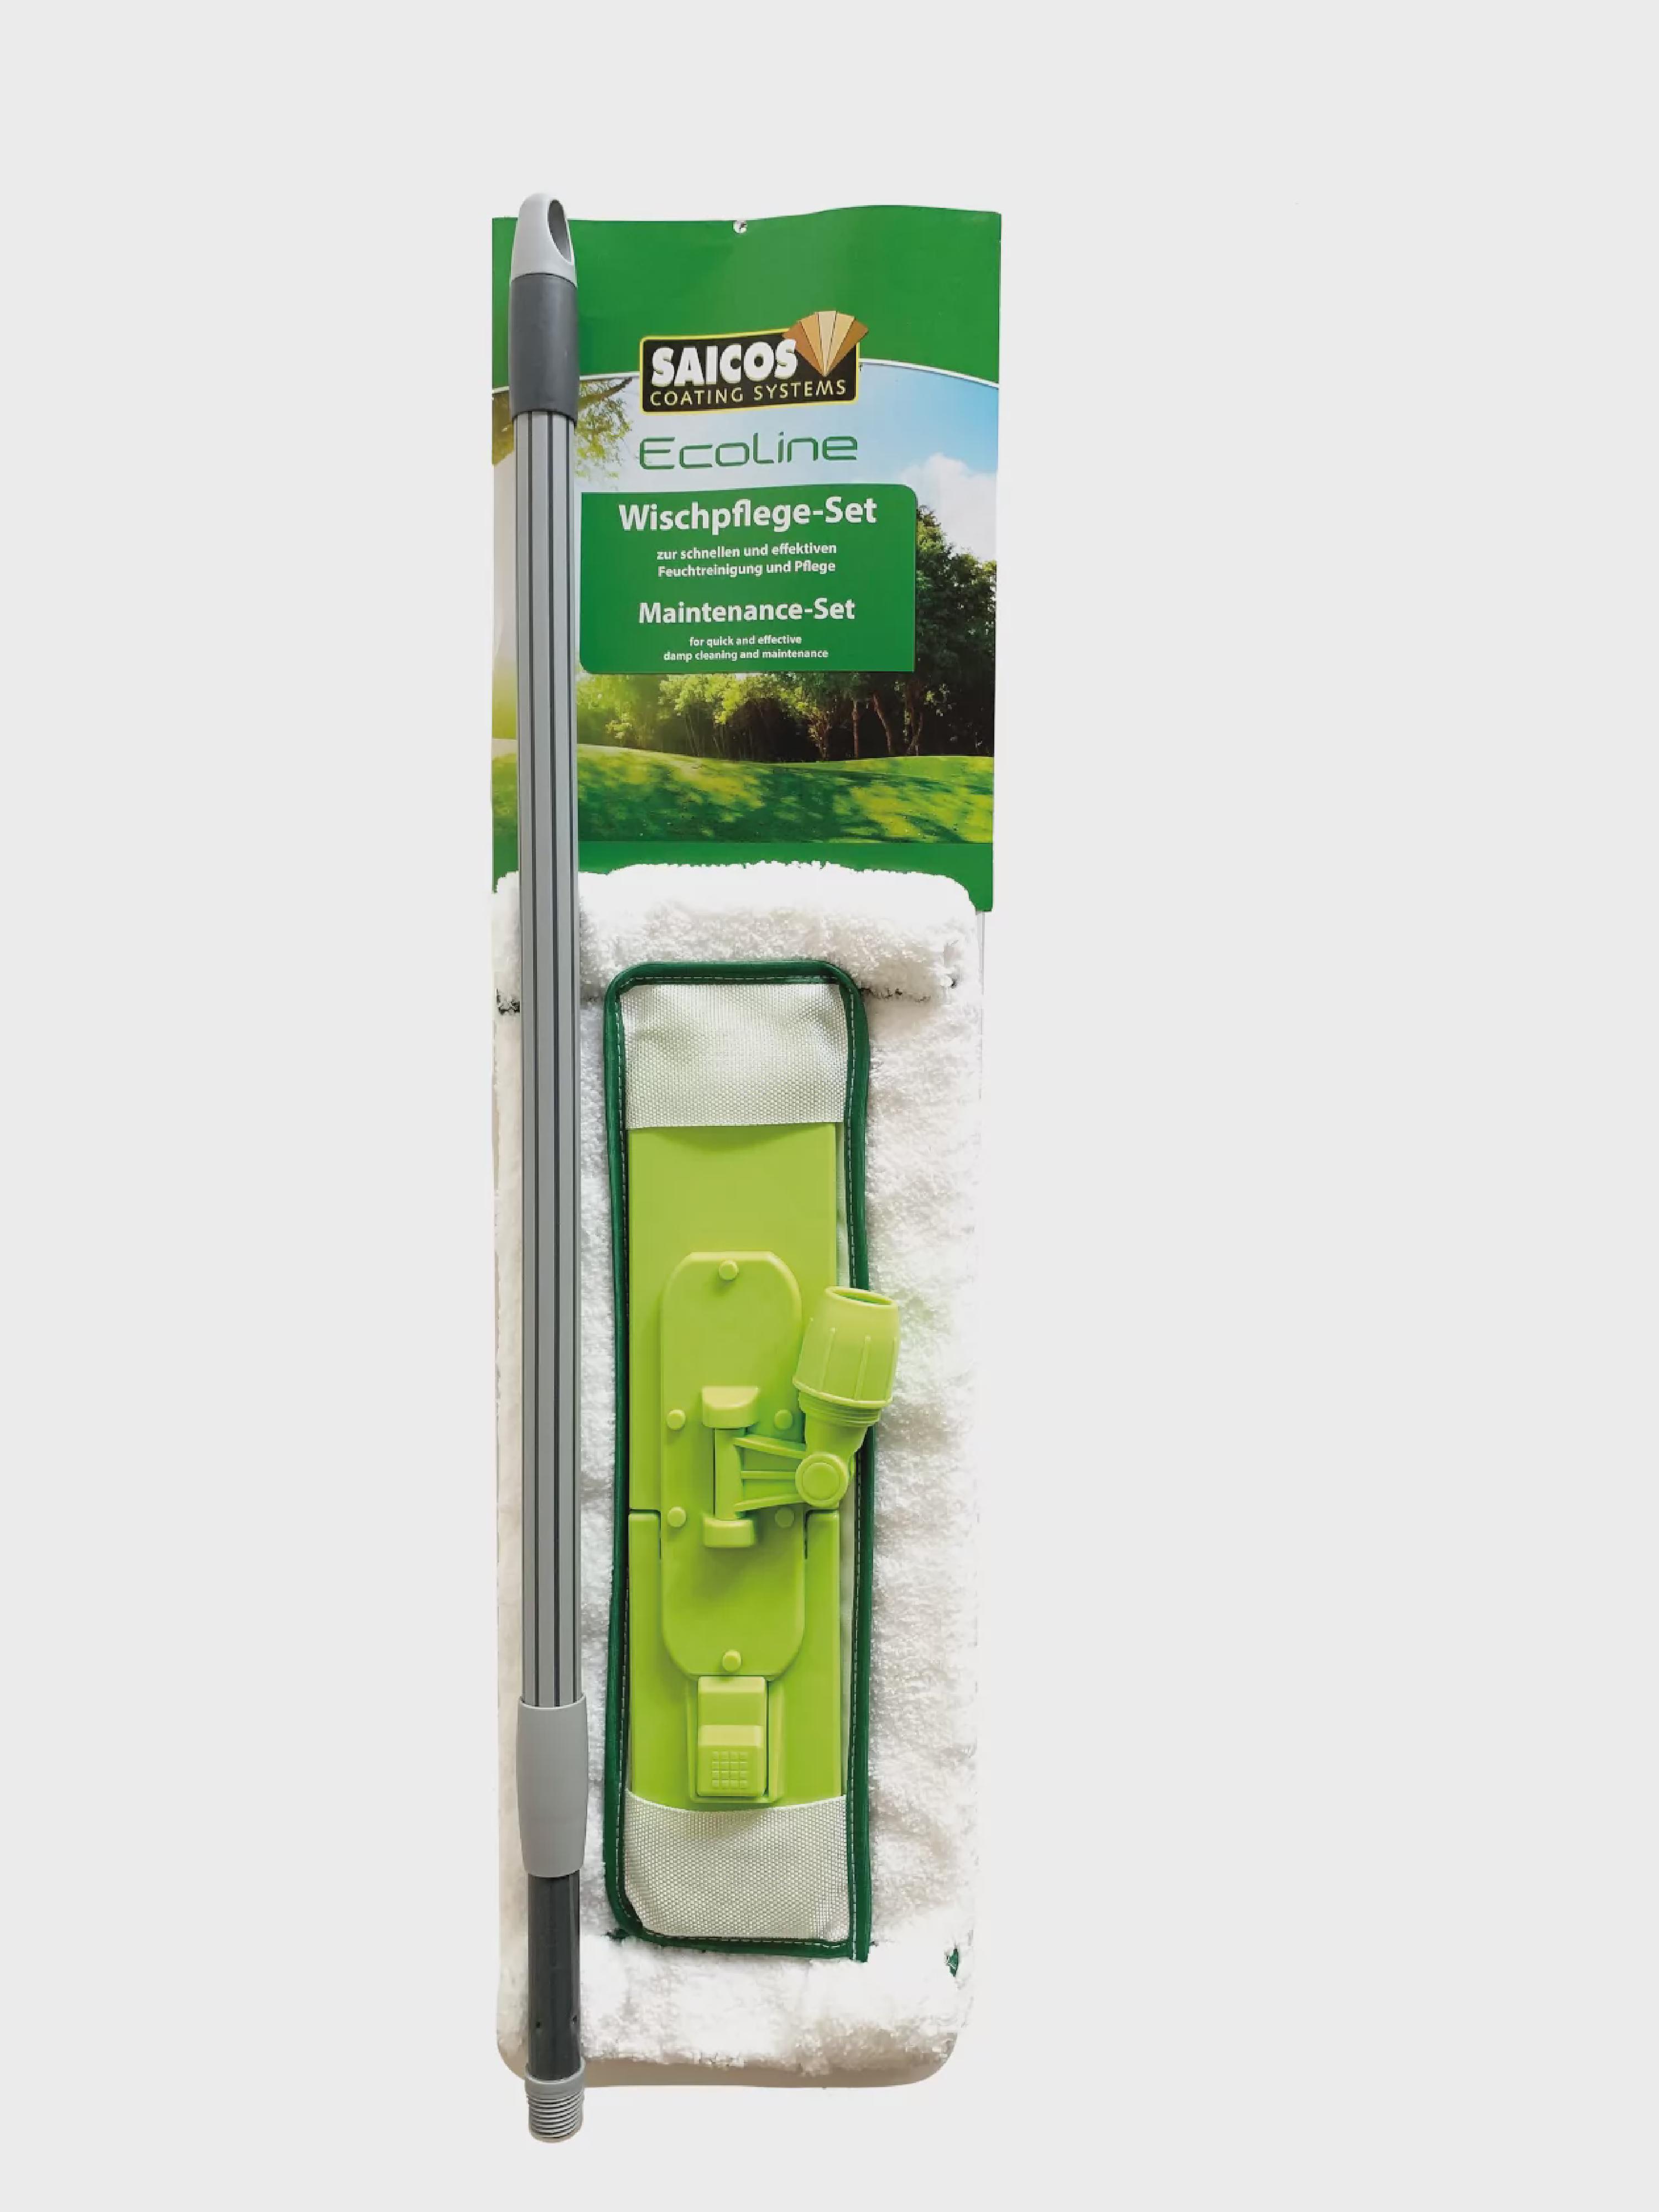 SAICOS
COATING SYSTEMS
EcoLine
Wischpflege-Set
zur schnellen und effektiven
Feuchtreinigung und Pflege
Maintenance-Set
for quick and effective
damp cleaning and maintenance